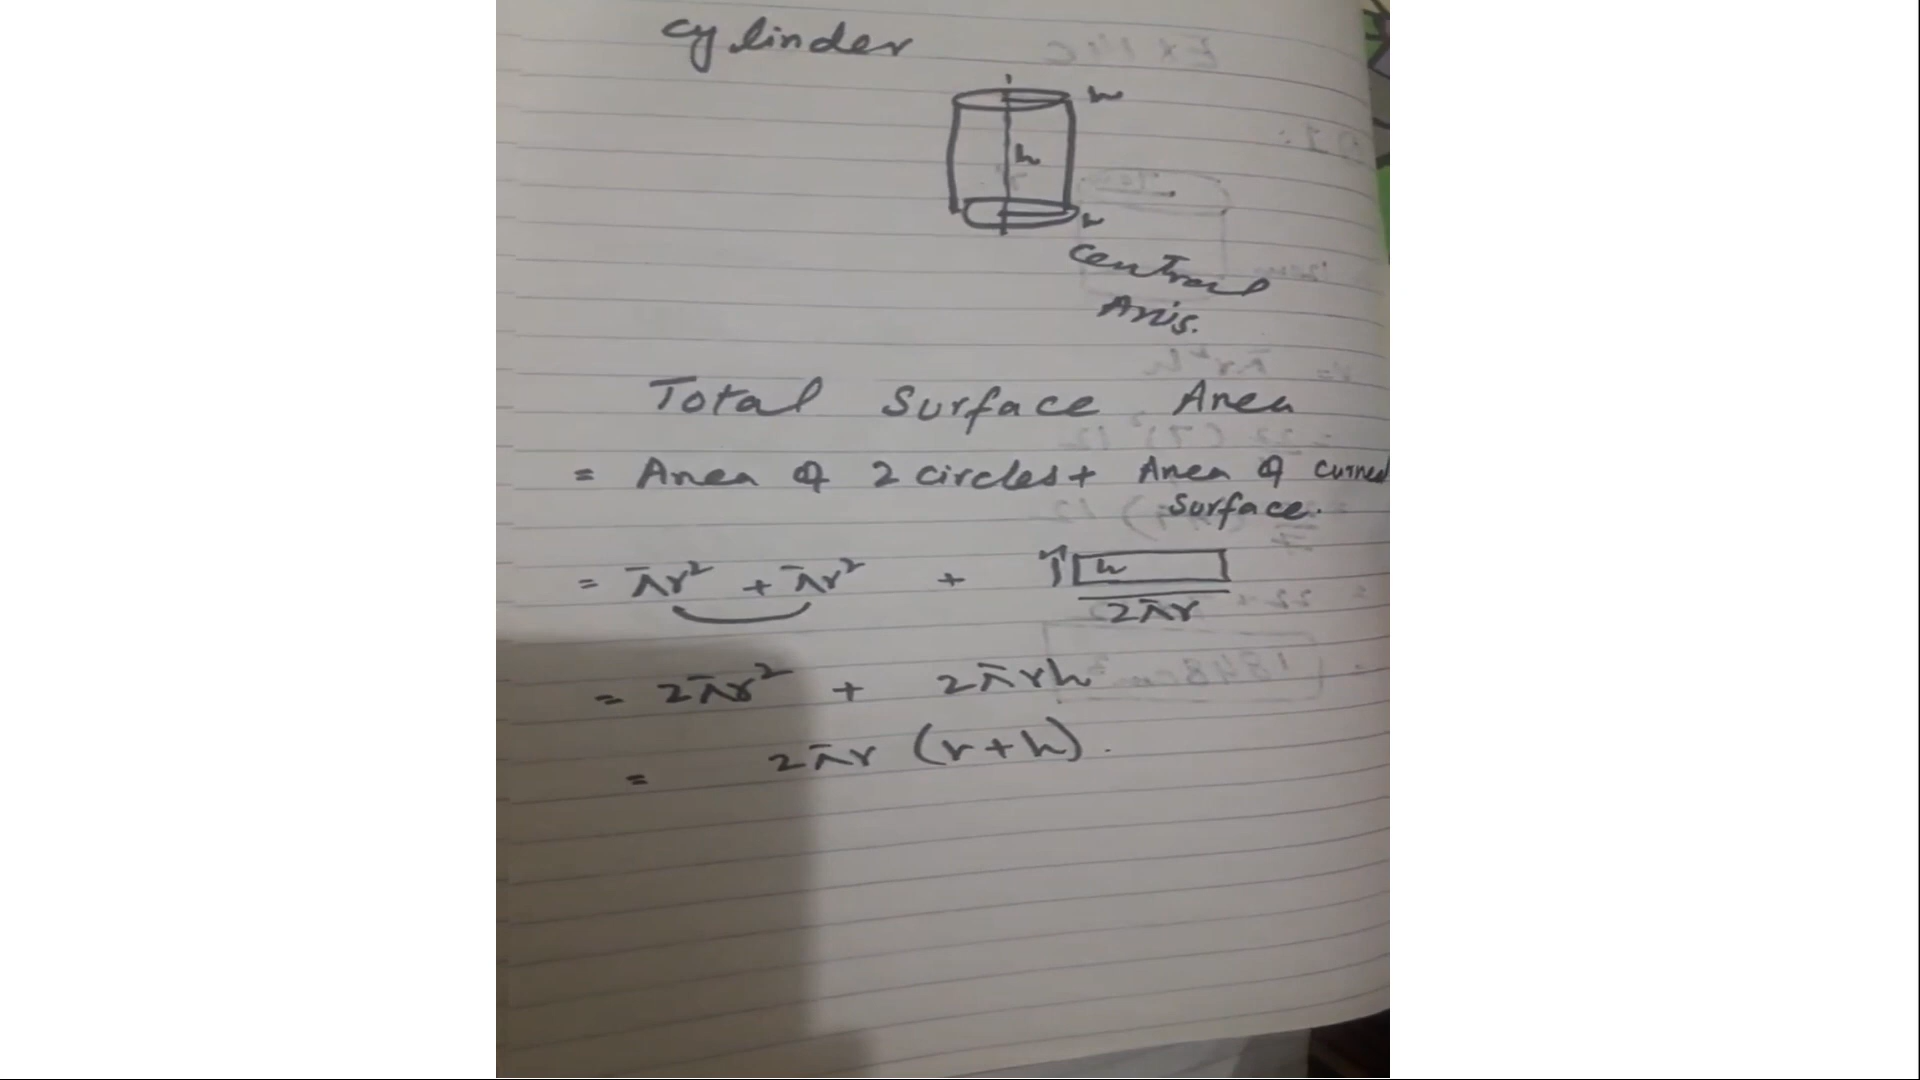 cylinder
r
h
r
central
Axis.
Total Surface Area
= Area of 2 circles + Area of curved
surface.
= πr² + πr² + h
2πr
= 2πr² + 2πrh
= 2πr (r+h).